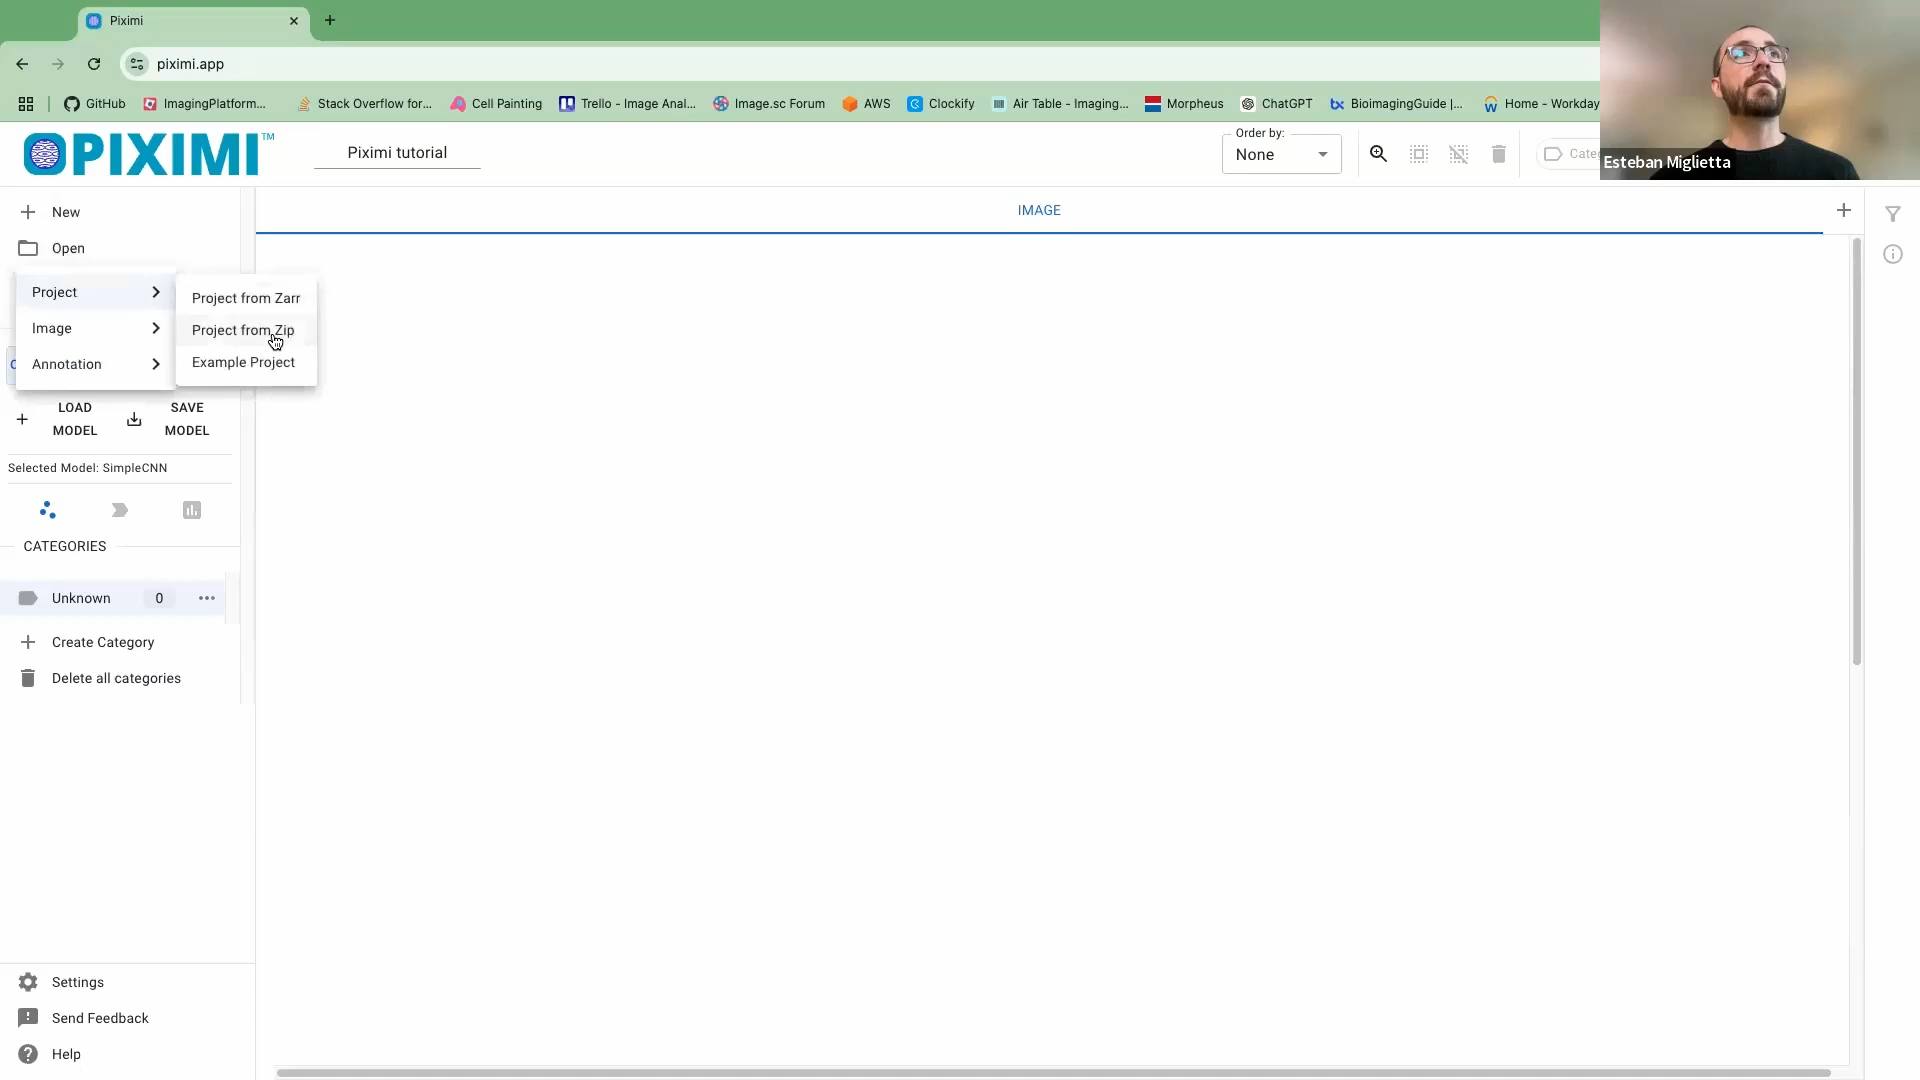 Piximi
piximi.app
GitHub
ImagingPlatform...
Stack Overflow for...
Cell Painting
Trello - Image Anal...
Image.sc Forum
AWS
Clockify
Air Table - Imaging...
Morpheus
ChatGPT
BioimagingGuide |...
Home - Workday
Esteban Miglietta
PIXIMI™
Piximi tutorial
Order by:
None
New
Open
IMAGE
Project
Image
Annotation
Project from Zarr
Project from Zip
Example Project
LOAD
MODEL
SAVE
MODEL
Selected Model: SimpleCNN
CATEGORIES
Unknown
0
Create Category
Delete all categories
Settings
Send Feedback
Help